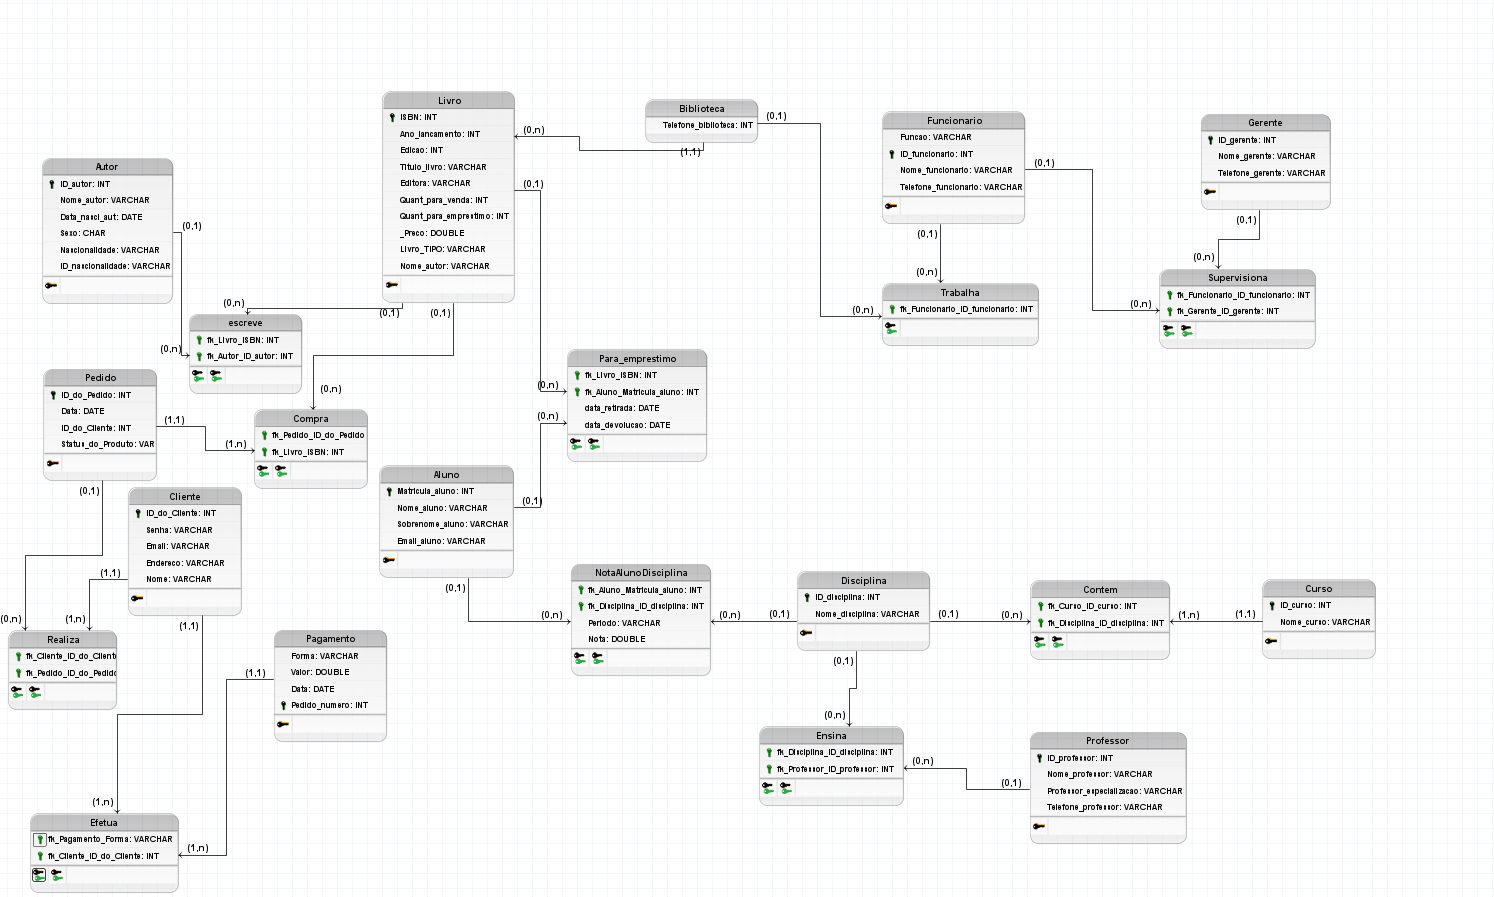 Livro
ISBN: INT
Ano_lancamento: INT
Edicao: INT
Titulo_livro: VARCHAR
Editora: VARCHAR
Quant_para_venda: INT
Quant_para_emprestimo: INT
_Preco: DOUBLE
Livro_TIPO: VARCHAR
Nome_autor: VARCHAR
(0,n)
(0,1)
(0,1)
(0,1)
Biblioteca
Telefone_biblioteca: INT
(0,1)
(1,1)
(0,n)
Funcionario
Funcao: VARCHAR
ID_funcionario: INT
Nome_funcionario: VARCHAR
Telefone_funcionario: VARCHAR
(0,1)
(0,1)
(0,n)
Gerente
ID_gerente: INT
Nome_gerente: VARCHAR
Telefone_gerente: VARCHAR
(0,1)
(0,n)
(0,n)
Autor
ID_autor: INT
Nome_autor: VARCHAR
Data_nasci_aut: DATE
Sexo: CHAR
Nascionalidade: VARCHAR
ID_nascionalidade: VARCHAR
(0,1)
(0,n)
(0,n)
escreve
fk_Livro_ISBN: INT
fk_Autor_ID_autor: INT
Trabalha
fk_Funcionario_ID_funcionario: INT
Supervisiona
fk_Funcionario_ID_funcionario: INT
fk_Gerente_ID_gerente: INT
Para_emprestimo
fk_Livro_ISBN: INT
fk_Aluno_Matricula_aluno: INT
data_retirada: DATE
data_devolucao: DATE
(0,n)
(0,n)
Pedido
ID_do_Pedido: INT
Data: DATE
ID_do_Cliente: INT
Status_do_Produto: VAR
(1,1)
(1,n)
(0,1)
(0,n)
Compra
fk_Pedido_ID_do_Pedido
fk_Livro_ISBN: INT
Aluno
Matricula_aluno: INT
Nome_aluno: VARCHAR
Sobrenome_aluno: VARCHAR
Email_aluno: VARCHAR
(0,1)
(0,1)
Cliente
ID_do_Cliente: INT
Senha: VARCHAR
Email: VARCHAR
Endereco: VARCHAR
Nome: VARCHAR
(1,1)
(1,1)
(0,n)
(1,n)
Realiza
fk_Cliente_ID_do_Client
fk_Pedido_ID_do_Pedido
NotaAlunoDisciplina
fk_Aluno_Matricula_aluno: INT
fk_Disciplina_ID_disciplina: INT
Periodo: VARCHAR
Nota: DOUBLE
(0,n)
(0,n)
(0,1)
Disciplina
ID_disciplina: INT
Nome_disciplina: VARCHAR
(0,1)
(0,n)
(0,1)
(0,n)
Contem
fk_Curso_ID_curso: INT
fk_Disciplina_ID_disciplina: INT
(1,n)
(1,1)
Curso
ID_curso: INT
Nome_curso: VARCHAR
Pagamento
Forma: VARCHAR
Valor: DOUBLE
Data: DATE
Pedido_numero: INT
(1,1)
Ensina
fk_Disciplina_ID_disciplina: INT
fk_Professor_ID_professor: INT
(0,n)
(0,1)
Professor
ID_professor: INT
Nome_professor: VARCHAR
Professor_especializacao: VARCHAR
Telefone_professor: VARCHAR
(1,n)
Efetua
fk_Pagamento_Forma: VARCHAR
fk_Cliente_ID_do_Cliente: INT
(1,n)